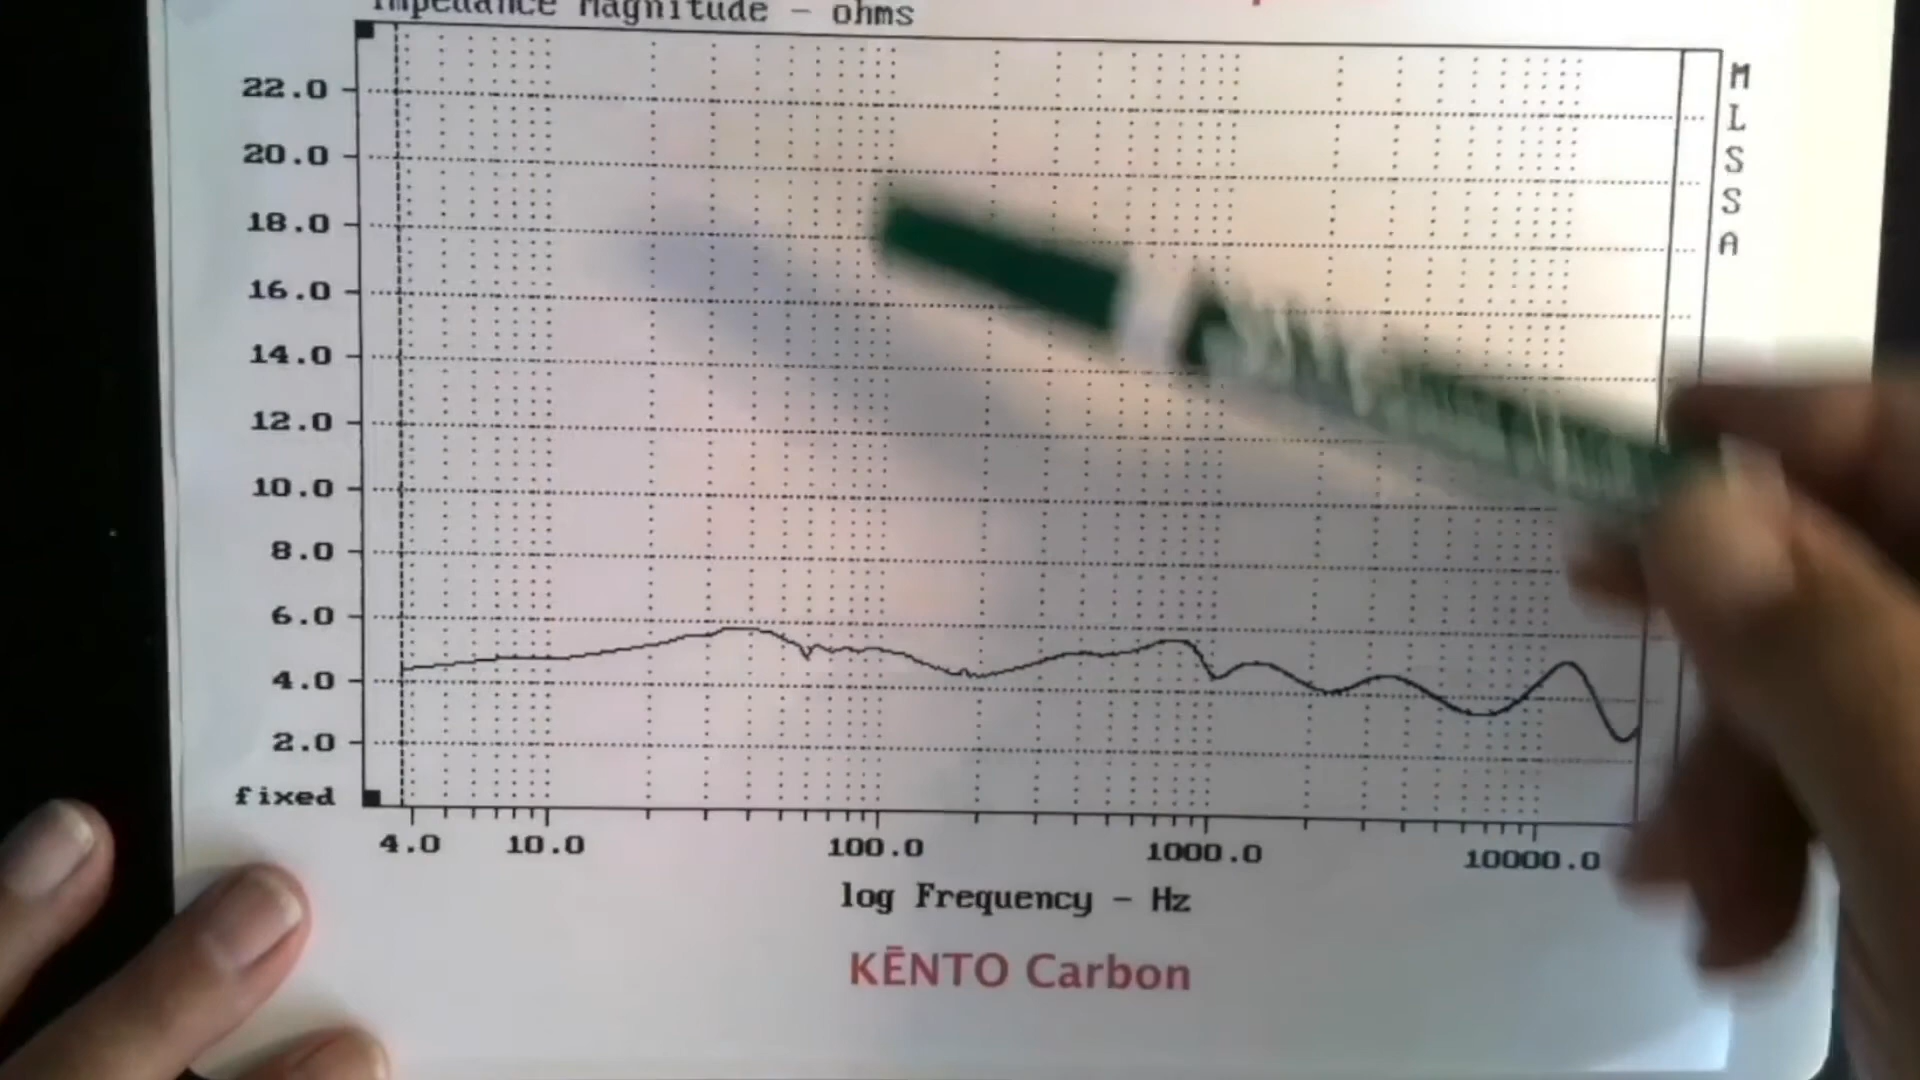 Impedance Magnitude - ohms
22.0
20.0
18.0
16.0
14.0
12.0
10.0
8.0
6.0
4.0
2.0
fixed
4.0 10.0 100.0 1000.0 10000.0
log Frequency - Hz
KĒNTO Carbon
M
L
S
S
A